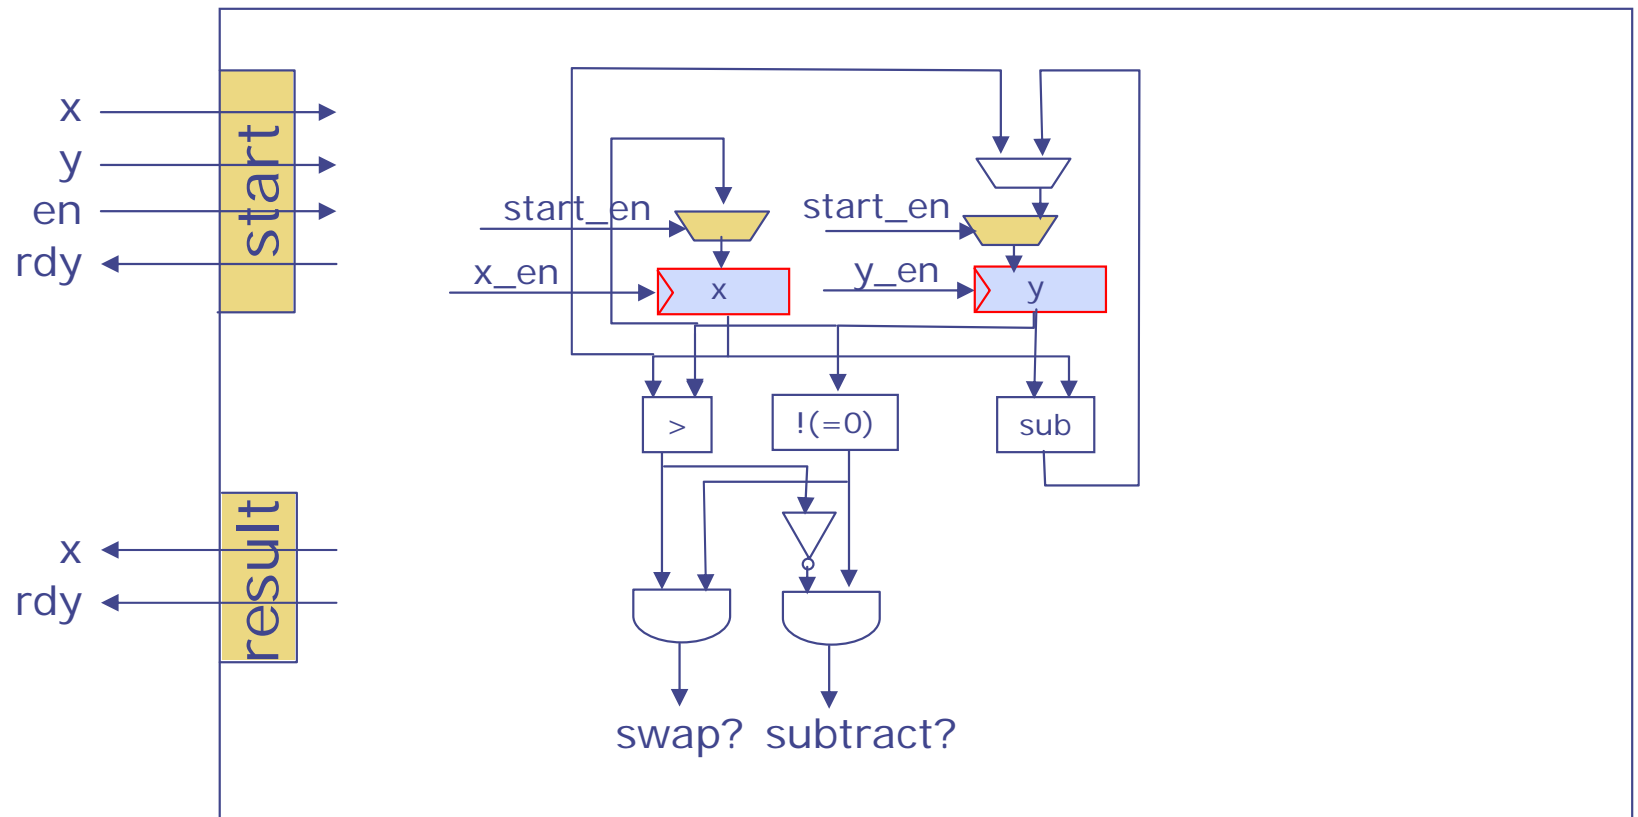 x
y
en
rdy
start
x
rdy
result
start_en
x_en
x
start_en
y_en
y
>
!(=0)
sub
swap?
subtract?